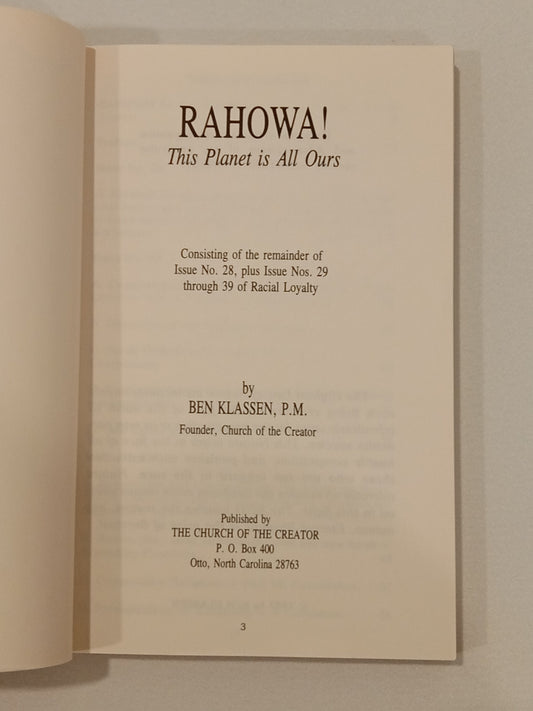 RAHOWA!
This Planet is All Ours
Consisting of the remainder of
Issue No. 28, plus Issue Nos. 29
through 39 of Racial Loyalty
by
BEN KLASSEN, P.M.
Founder, Church of the Creator
Published by
THE CHURCH OF THE CREATOR
P. O. Box 400
Otto, North Carolina 28763
3